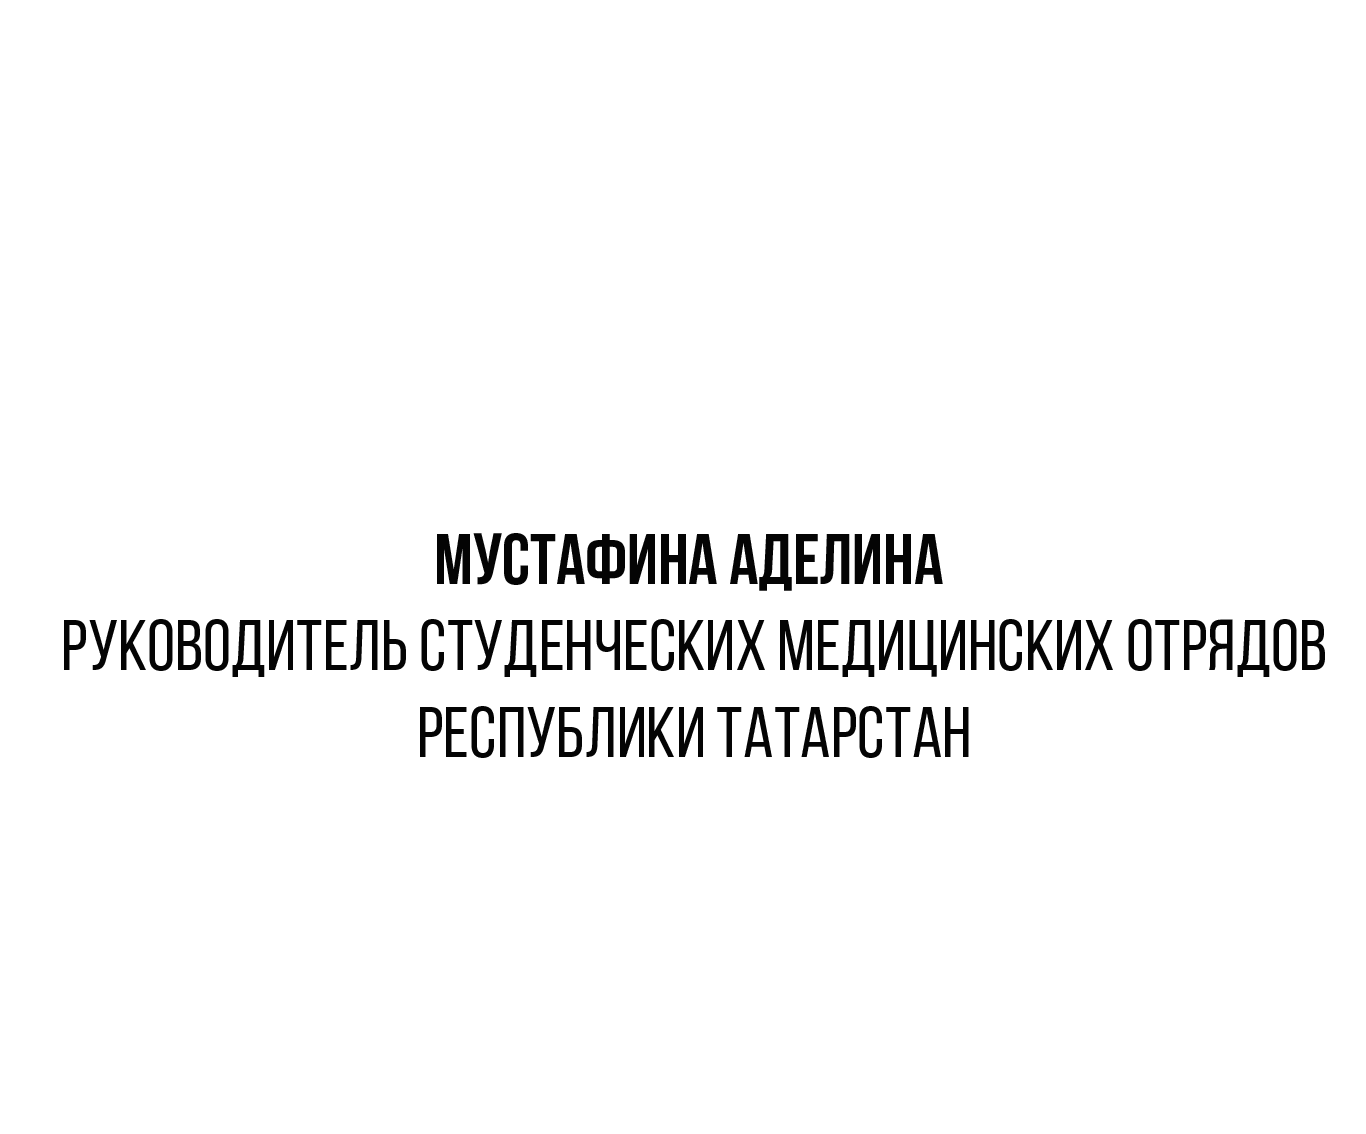 МУСТАФИНА АДЕЛИНА
РУКОВОДИТЕЛЬ СТУДЕНЧЕСКИХ МЕДИЦИНСКИХ ОТРЯДОВ
РЕСПУБЛИКИ ТАТАРСТАН